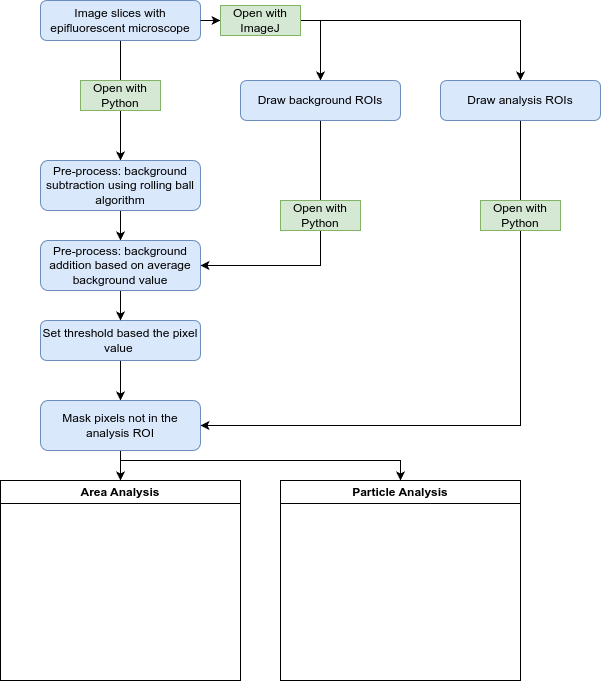 Image slices with
epifluorescent microscope
Open with
ImageJ
Open with
Python
Draw background ROIs
Draw analysis ROIs
Pre-process: background
subtraction using rolling ball
algorithm
Open with
Python
Open with
Python
Pre-process: background
addition based on average
background value
Set threshold based the pixel
value
Mask pixels not in the
analysis ROI
Area Analysis
Particle Analysis